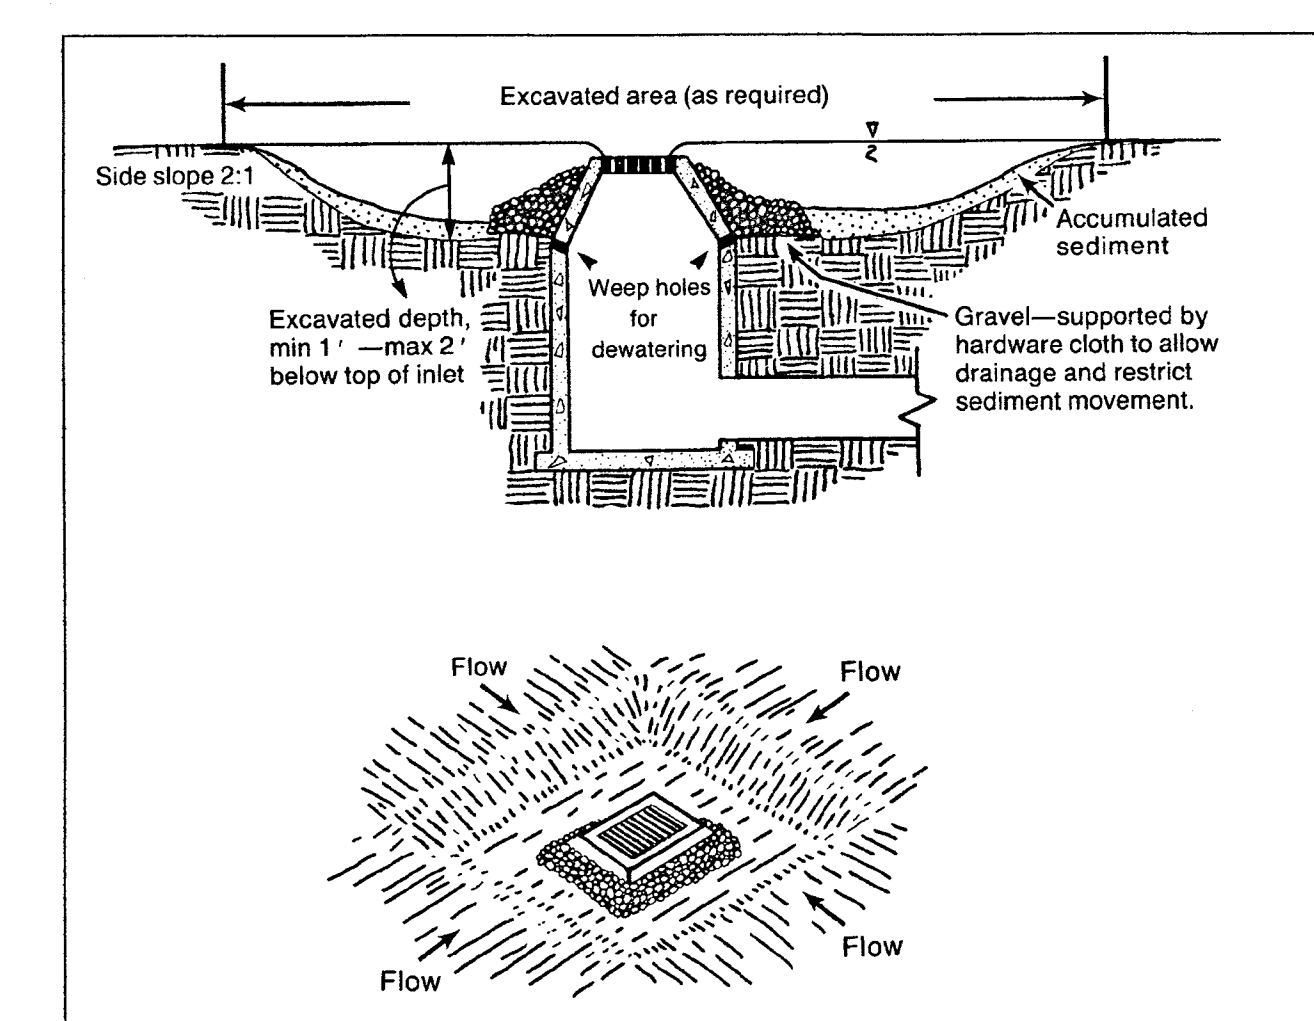 Excavated area (as required)
Side slope 2:1
Accumulated
sediment
Weep holes
for
dewatering
Excavated depth,
min 1' —max 2'
below top of inlet
Gravel—supported by
hardware cloth to allow
drainage and restrict
sediment movement.
Flow
Flow
Flow
Flow